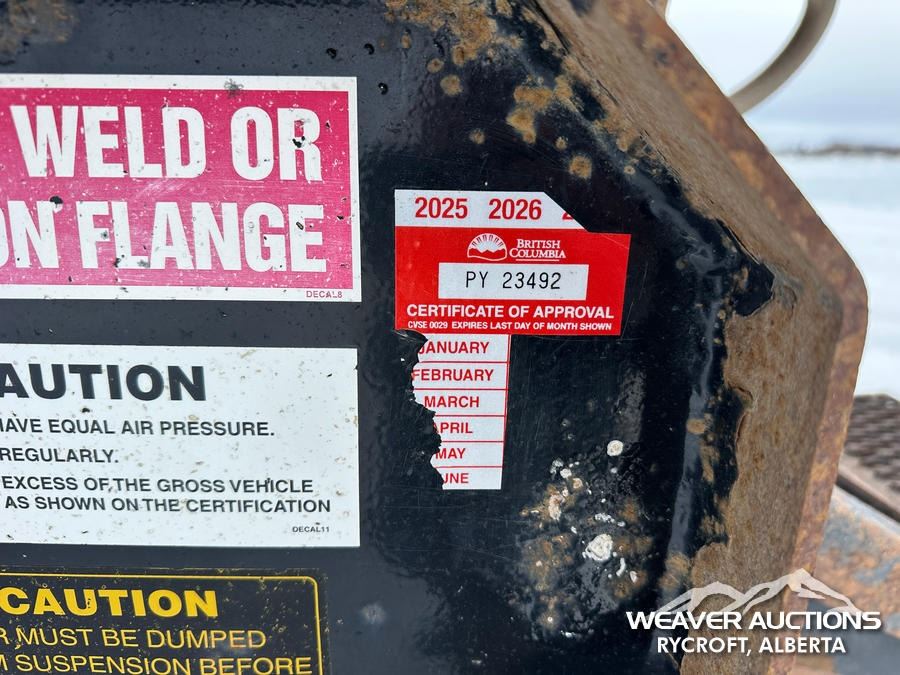 WELD OR
ON FLANGE
DECAL8
2025 2026
BRITISH
COLUMBIA
PY 23492
CERTIFICATE OF APPROVAL
CVSE 0029 EXPIRES LAST DAY OF MONTH SHOWN
JANUARY
FEBRUARY
MARCH
APRIL
MAY
JUNE
AUTION
HAVE EQUAL AIR PRESSURE.
REGULARLY.
EXCESS OF THE GROSS VEHICLE
AS SHOWN ON THE CERTIFICATION
DECAL11
CAUTION
R MUST BE DUMPED
M SUSPENSION BEFORE
WEAVER AUCTIONS
RYCROFT, ALBERTA